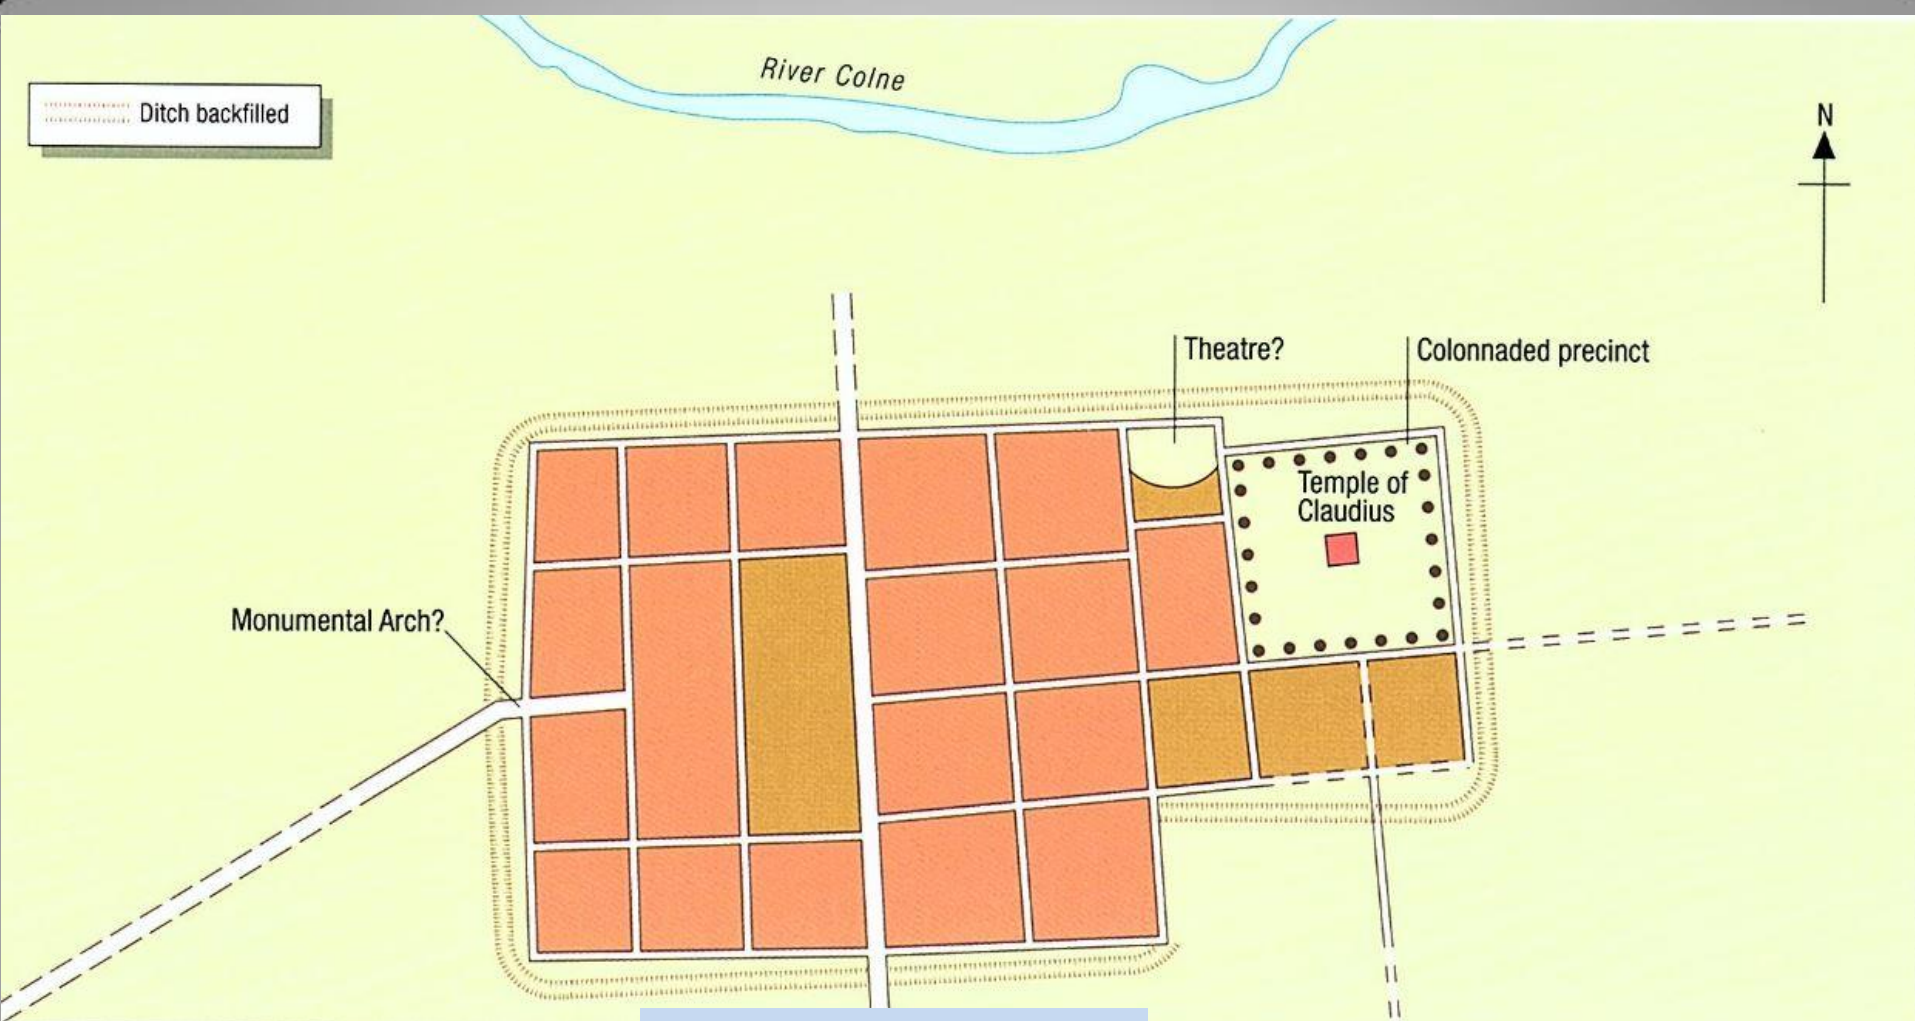 River Colne
Ditch backfilled
N
Theatre?
Colonnaded precinct
Temple of
Claudius
Monumental Arch?